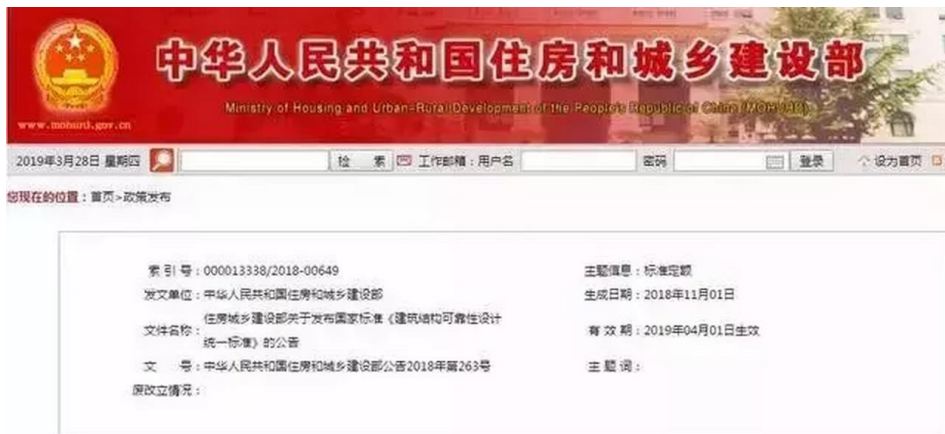 中华人民共和国住房和城乡建设部
Ministry of Housing and Urban-Rural Development of the People's Republic of China (MOHURD)
www.mohurd.gov.cn
2019年3月28日 星期四 检 索 工作邮箱:用户名 密码 登录 设为首页
您现在的位置:首页>政策发布
索 引 号:000013338/2018-00649 主题信息:标准定额
发文单位:中华人民共和国住房和城乡建设部 生成日期:2018年11月01日
文件名称:住房城乡建设部关于发布国家标准《建筑结构可靠性设计
统一标准》的公告 有 效 期:2019年04月01日生效
文 号:中华人民共和国住房和城乡建设部公告2018年第263号 主 题 词:
废改立情况: